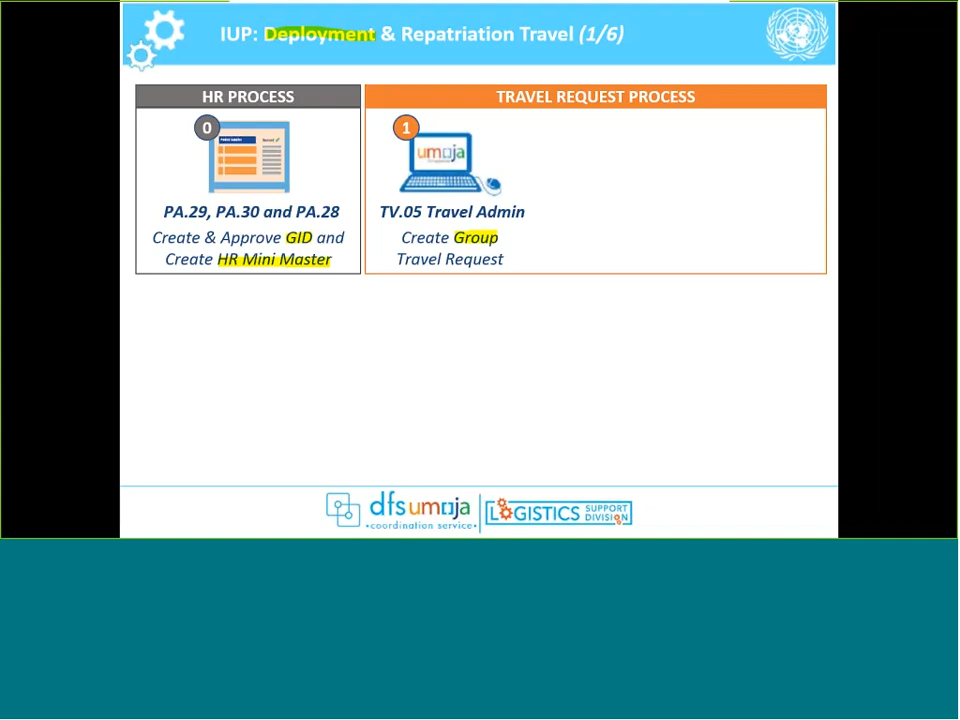 IUP: Deployment & Repatriation Travel (1/6)
HR PROCESS
TRAVEL REQUEST PROCESS
0
1
umoja
PA.29, PA.30 and PA.28
Create & Approve GID and
Create HR Mini Master
TV.05 Travel Admin
Create Group
Travel Request
dfs umoja
•coordination service•
LOGISTICS SUPPORT DIVISION